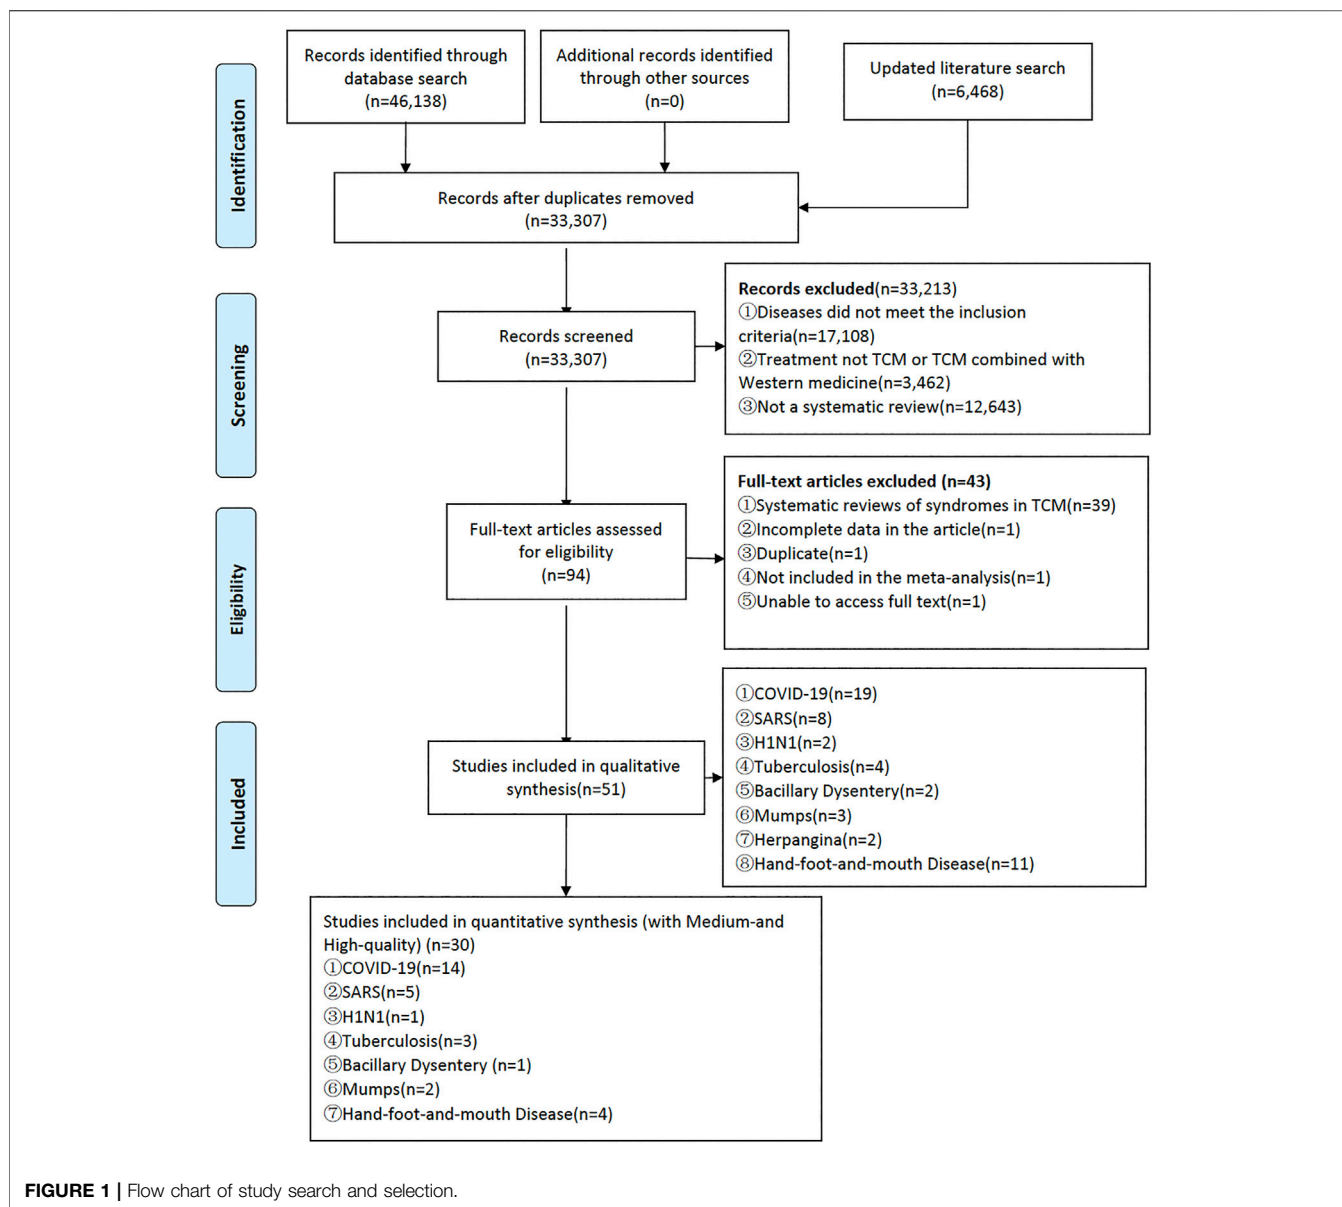 Identification
Records identified through
database search
(n=46,138)
Additional records identified
through other sources
(n=0)
Updated literature search
(n=6,468)
Records after duplicates removed
(n=33,307)
Screening
Records screened
(n=33,307)
Records excluded(n=33,213)
①Diseases did not meet the inclusion
criteria(n=17,108)
②Treatment not TCM or TCM combined with
Western medicine(n=3,462)
③Not a systematic review(n=12,643)
Eligibility
Full-text articles assessed
for eligibility
(n=94)
Full-text articles excluded (n=43)
①Systematic reviews of syndromes in TCM(n=39)
②Incomplete data in the article(n=1)
③Duplicate(n=1)
④Not included in the meta-analysis(n=1)
⑤Unable to access full text(n=1)
Included
Studies included in qualitative
synthesis(n=51)
①COVID-19(n=19)
②SARS(n=8)
③H1N1(n=2)
④Tuberculosis(n=4)
⑤Bacillary Dysentery(n=2)
⑥Mumps(n=3)
⑦Herpangina(n=2)
⑧Hand-foot-and-mouth Disease(n=11)
Studies included in quantitative synthesis (with Medium-and
High-quality) (n=30)
①COVID-19(n=14)
②SARS(n=5)
③H1N1(n=1)
④Tuberculosis(n=3)
⑤Bacillary Dysentery (n=1)
⑥Mumps(n=2)
⑦Hand-foot-and-mouth Disease(n=4)
FIGURE 1 | Flow chart of study search and selection.